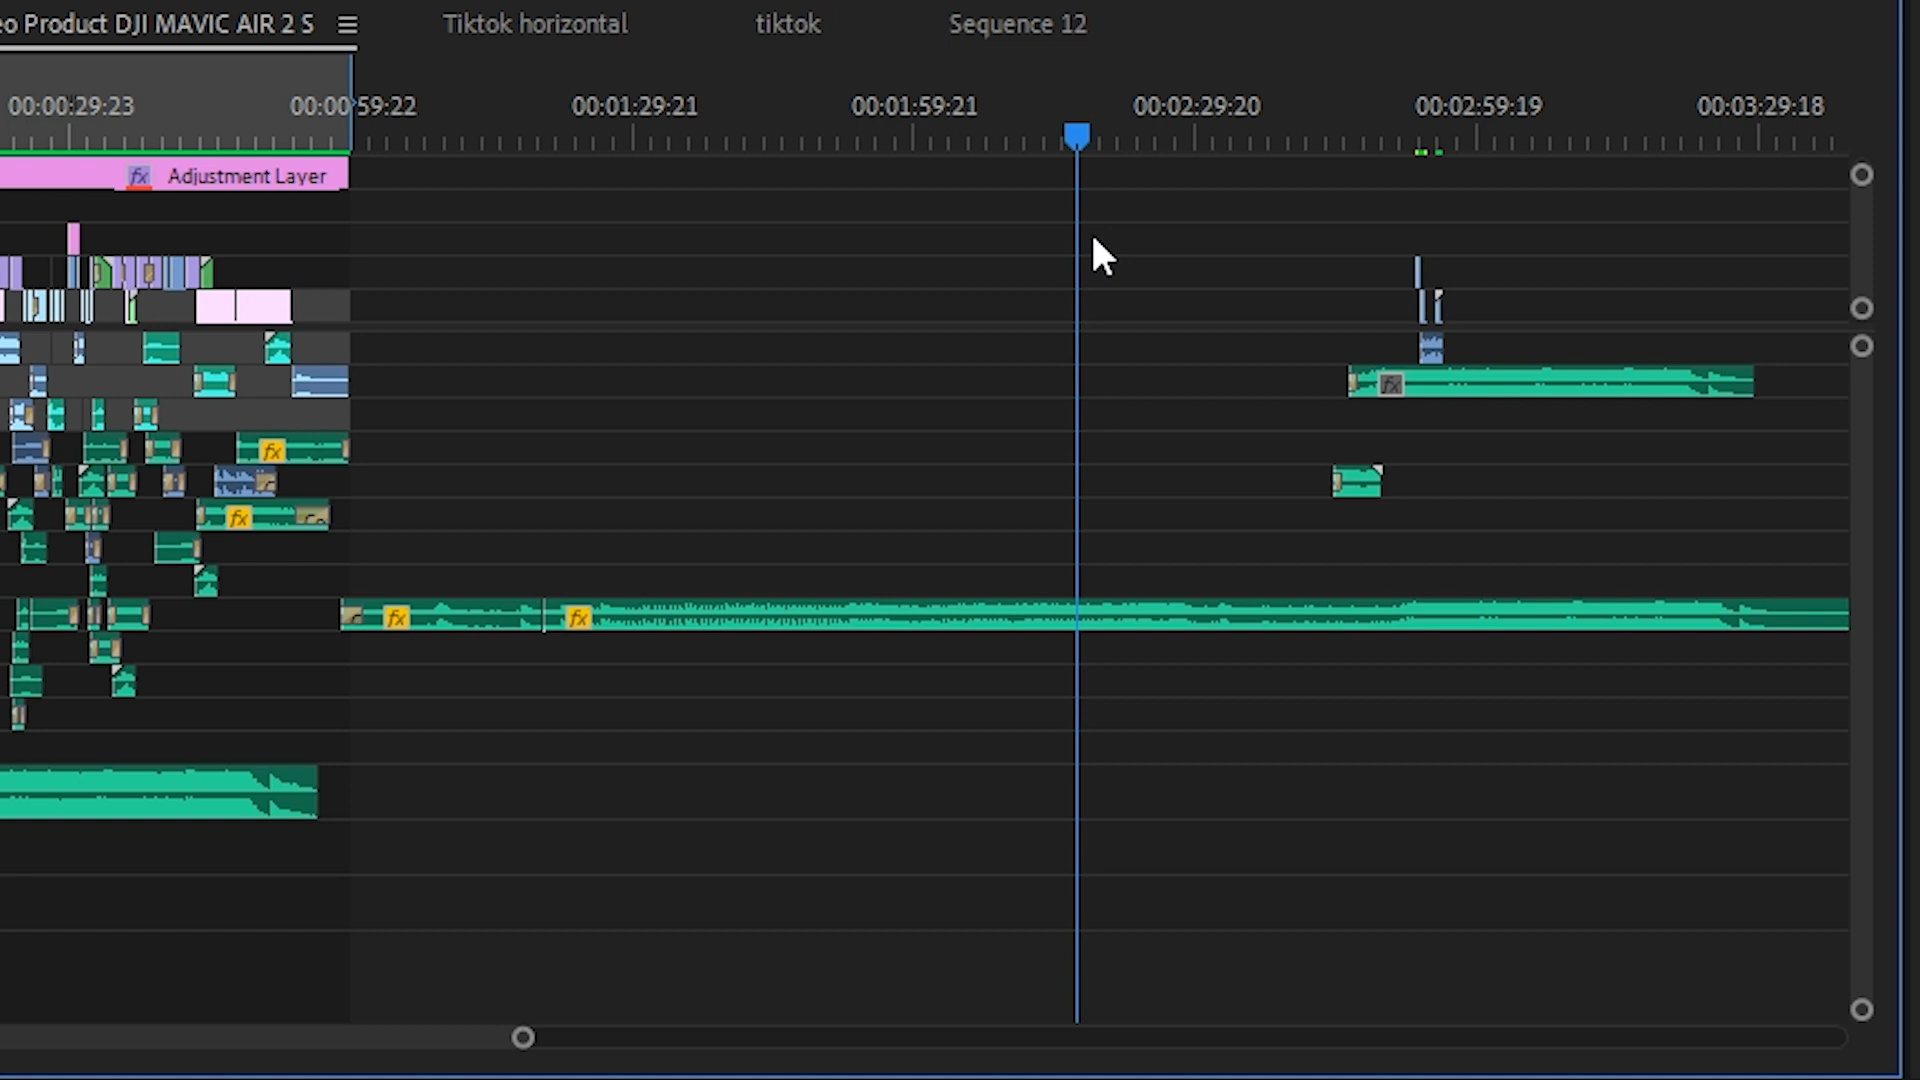 eo Product DJI MAVIC AIR 2 S Tiktok horizontal tiktok Sequence 12
00:00:29:23 00:00:59:22 00:01:29:21 00:01:59:21 00:02:29:20 00:02:59:19 00:03:29:18
fx Adjustment Layer
fx
fx
fx
fx fx